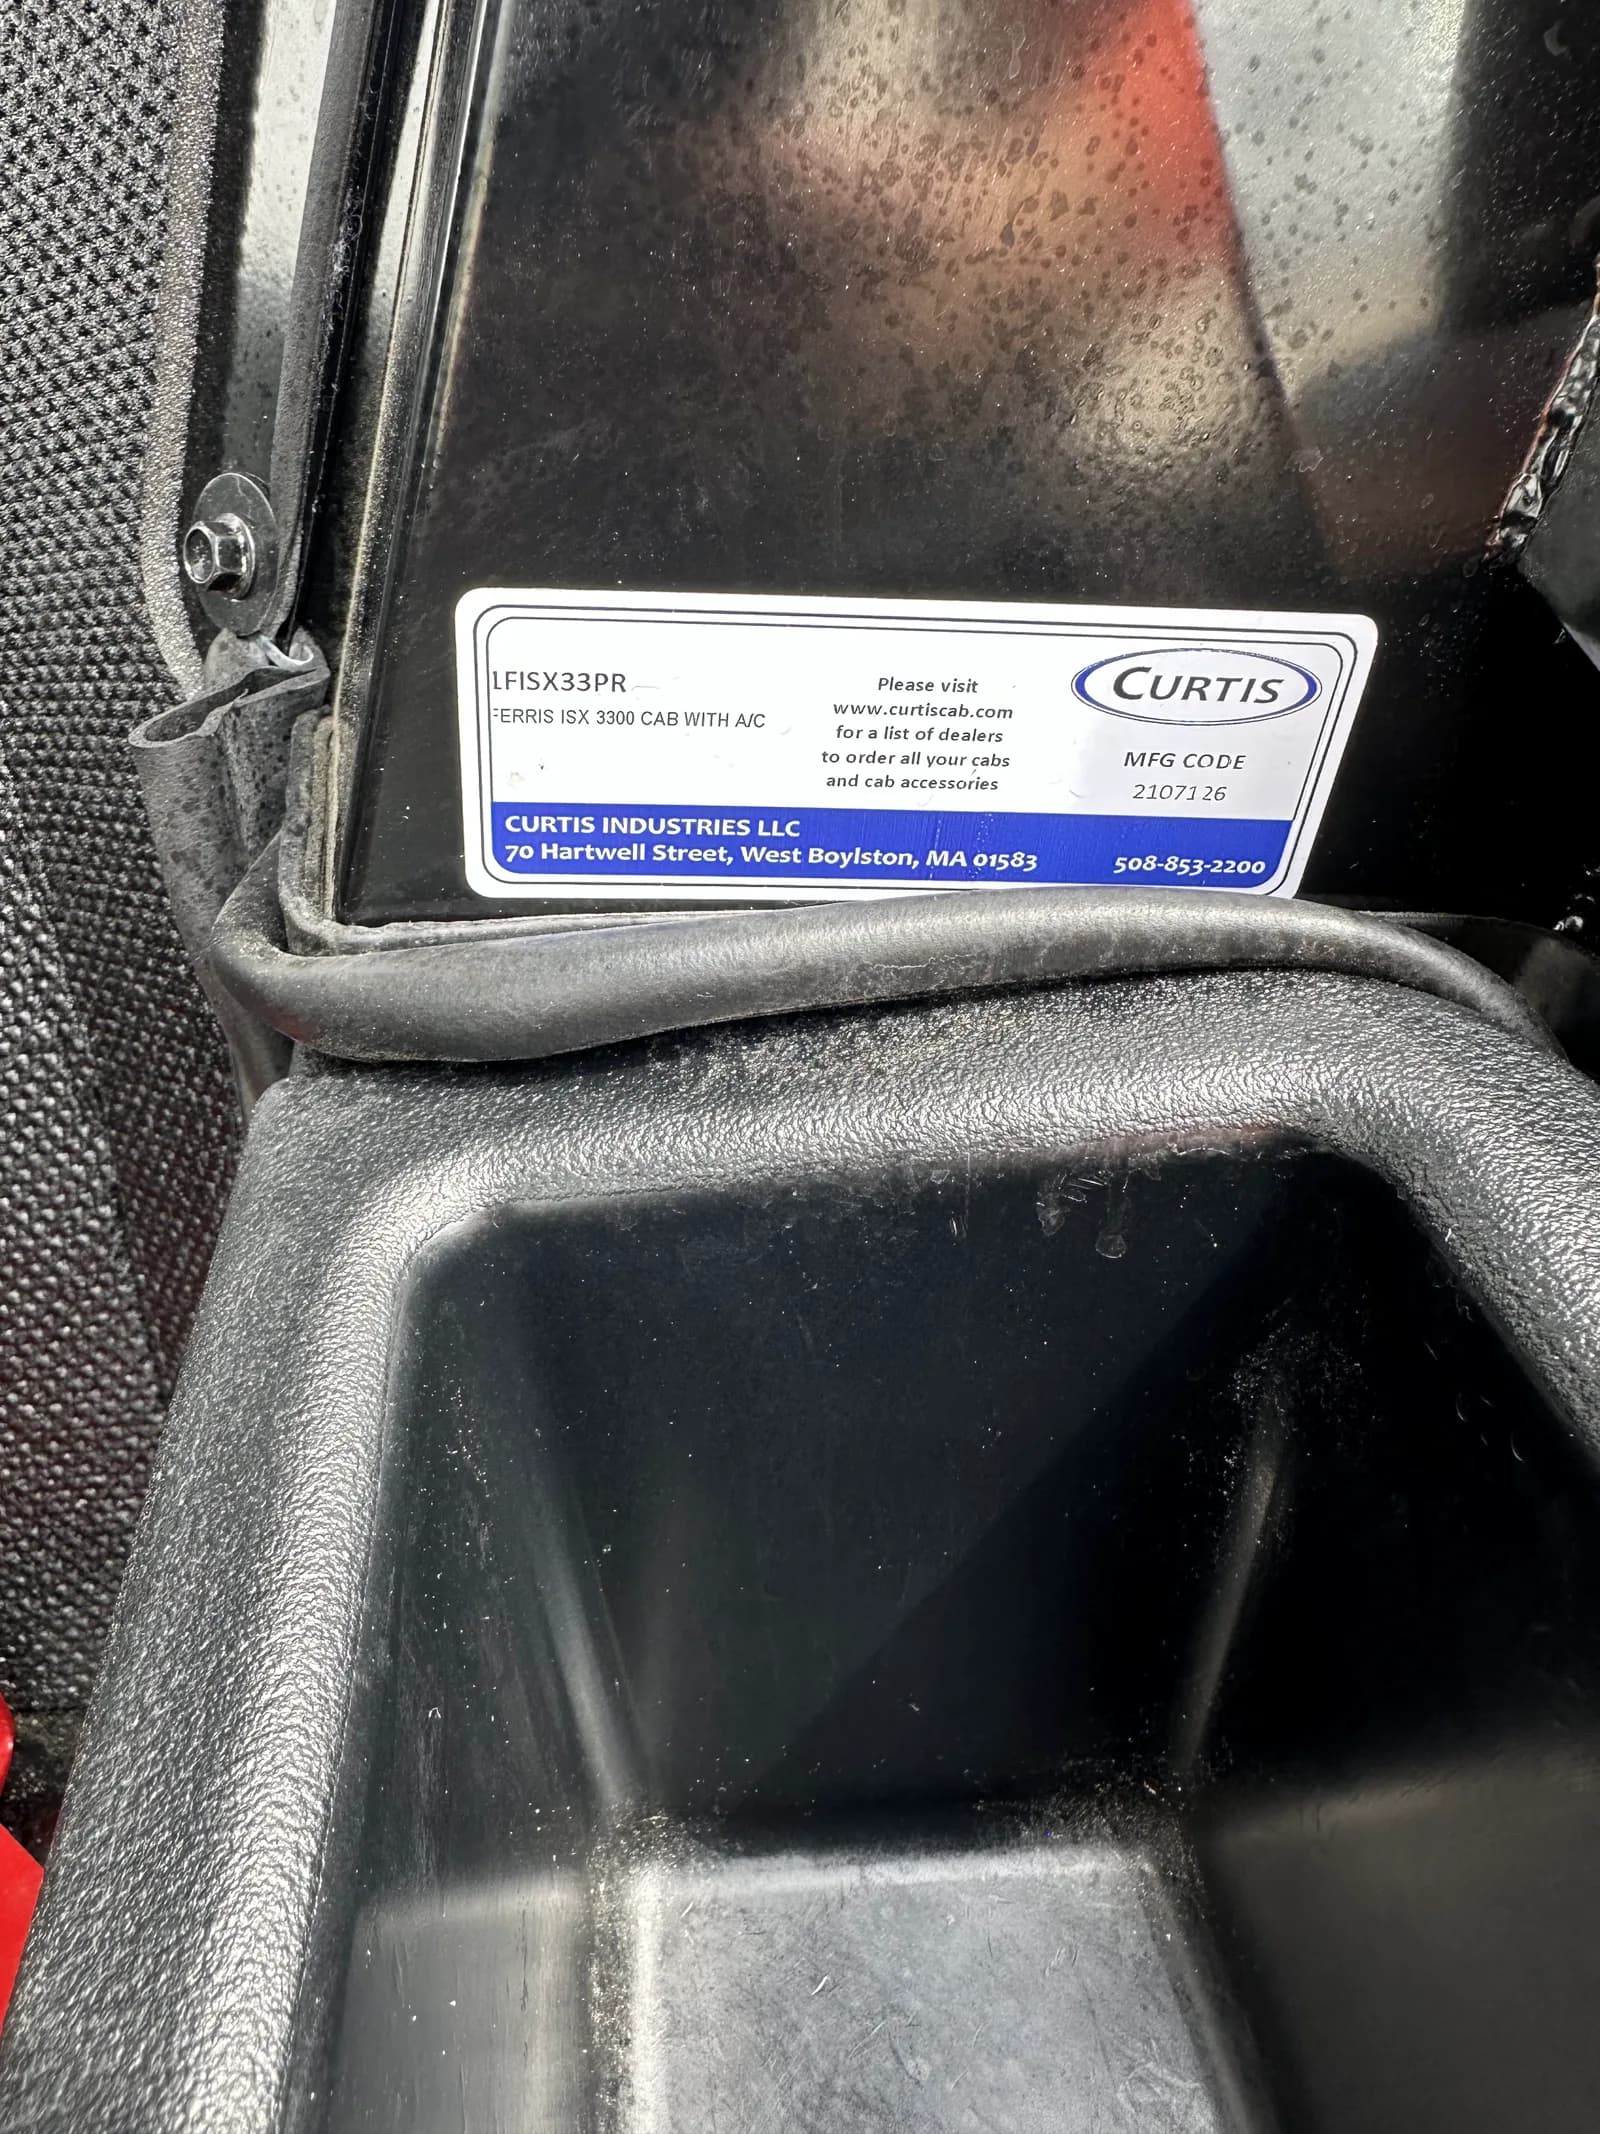 1FISX33PR
FERRIS ISX 3300 CAB WITH A/C
Please visit
www.curtiscab.com
for a list of dealers
to order all your cabs
and cab accessories
CURTIS
MFG CODE
2107126
CURTIS INDUSTRIES LLC
70 Hartwell Street, West Boylston, MA 01583
508-853-2200